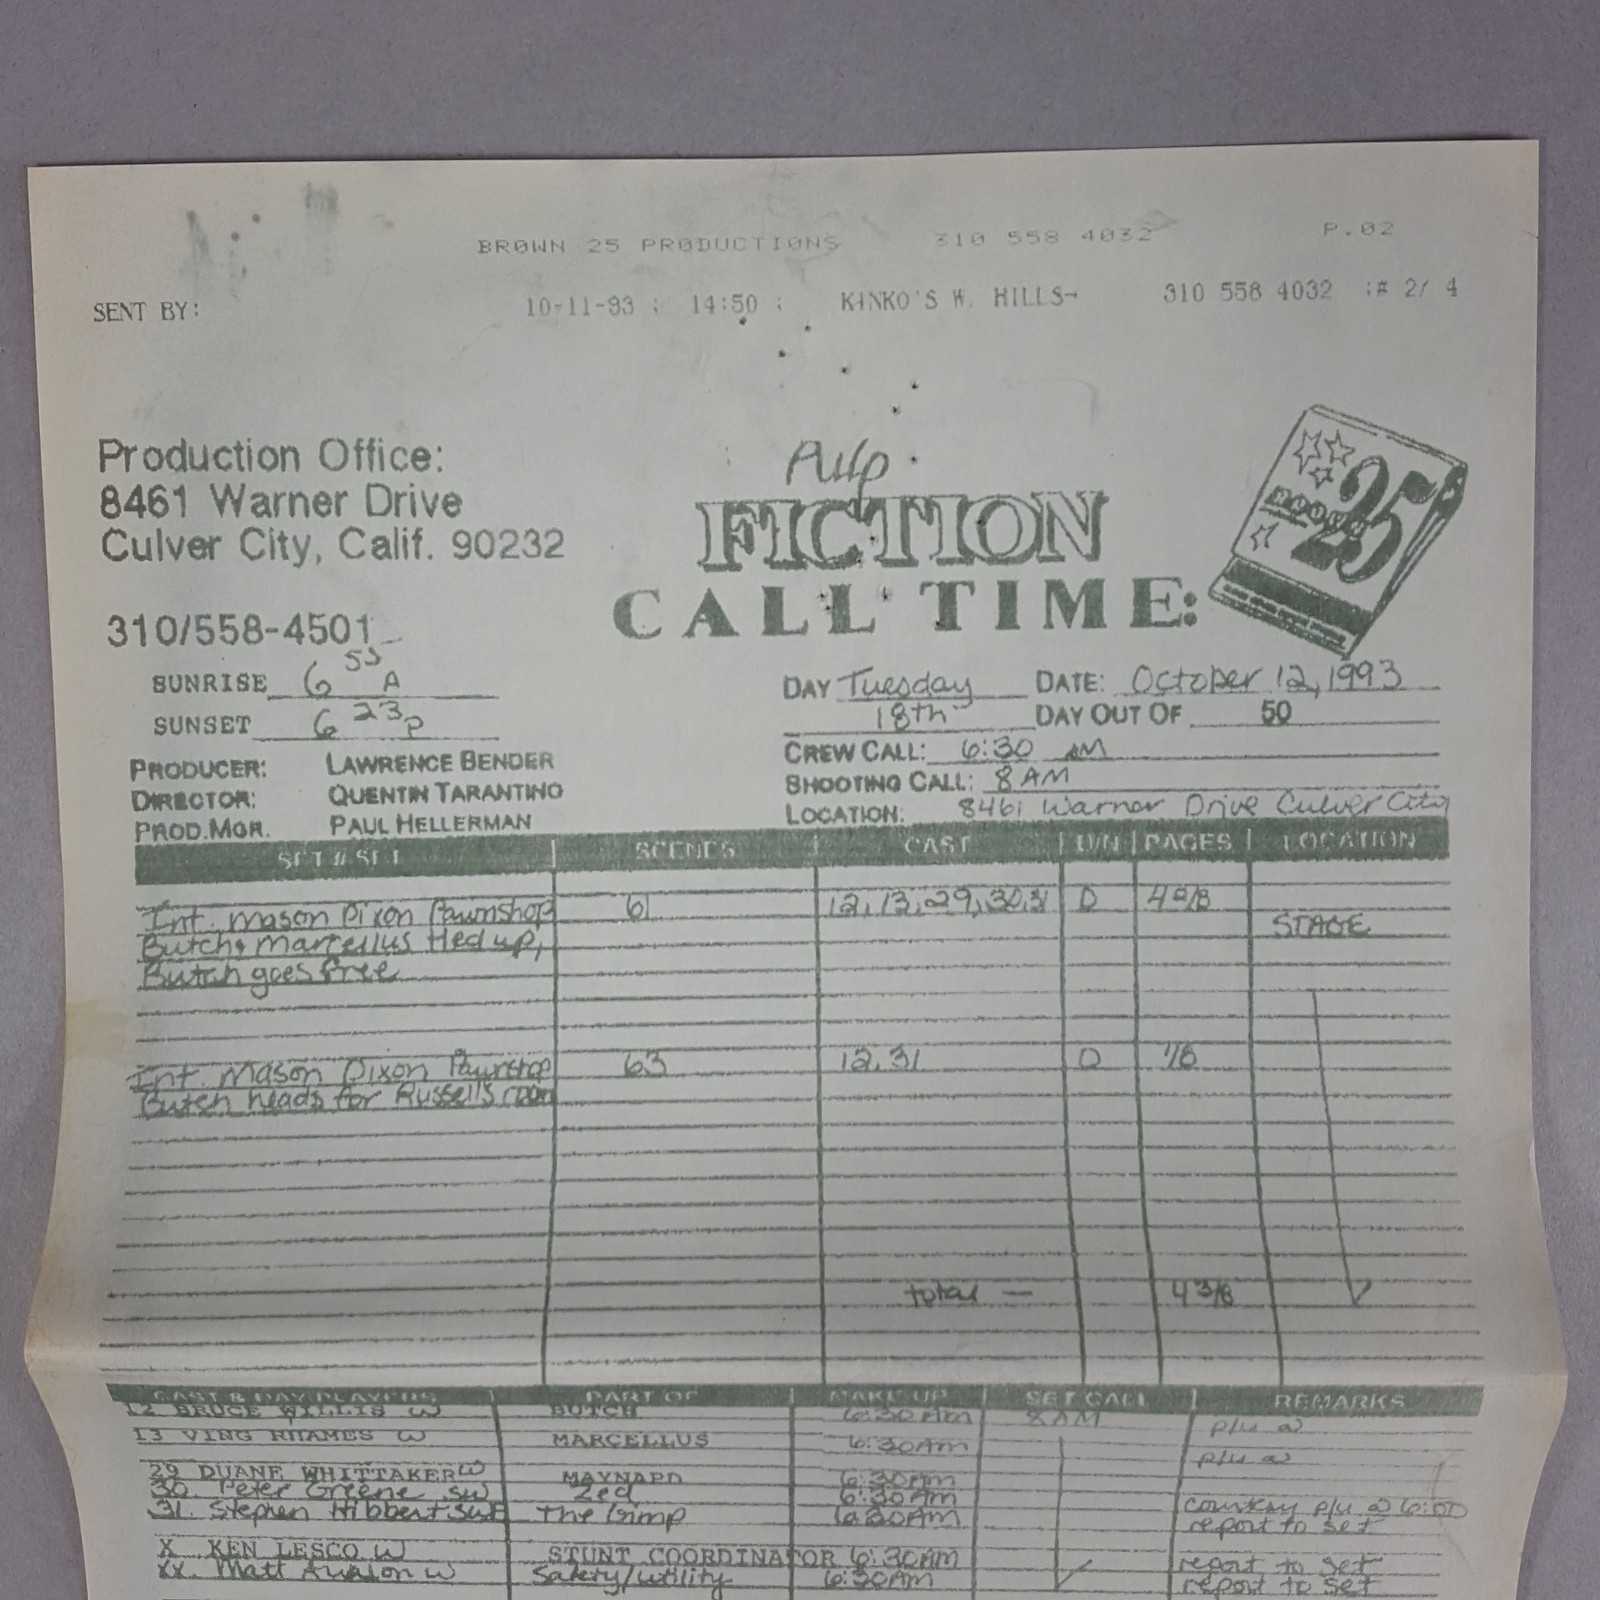 BROWN 25 PRODUCTIONS 310 558 4032 P.02
SENT BY: 10-11-93 ; 14:50 ; KINKO'S W. HILLS→ 310 558 4032 ;# 2/ 4
Production Office:
8461 Warner Drive
Culver City, Calif. 90232
310/558-4501
Pulp
FICTION
CALL TIME:
25
SUNRISE 6 55 A
SUNSET 6 23 P
PRODUCER: LAWRENCE BENDER
DIRECTOR: QUENTIN TARANTINO
PROD.MGR. PAUL HELLERMAN
DAY Tuesday DATE: October 12, 1993
18th DAY OUT OF 50
CREW CALL: 6:30 AM
SHOOTING CALL: 8 AM
LOCATION: 8461 Warner Drive Culver City
SET # SET SCENES CAST D/N PAGES LOCATION
Int. Mason Dixon Pawnshop 61 12, 13, 29, 30, 31 D 4 2/8
STAGE
Butch & Marcellus tied up,
Butch goes free
Int. Mason Dixon Pawnshop 63 12, 31 D 1/8
Butch heads for Russell's room
total — 4 3/8
CAST & DAY PLAYERS PART OF MAKE UP SET CALL REMARKS
12 BRUCE WILLIS W BUTCH 6:30 AM 8 AM p/u @
13 VING RHAMES W MARCELLUS 6:30 AM p/u @
29 DUANE WHITTAKER W MAYNARD 6:30 AM
30. Peter Greene SW Zed 6:30 AM courtesy p/u @ 6:00
31. Stephen Hibbert The Gimp 6:30 AM report to set
X KEN LESCO W STUNT COORDINATOR 6:30 AM report to set
XX. Matt Avalon W Safety/utility 6:30 AM report to set